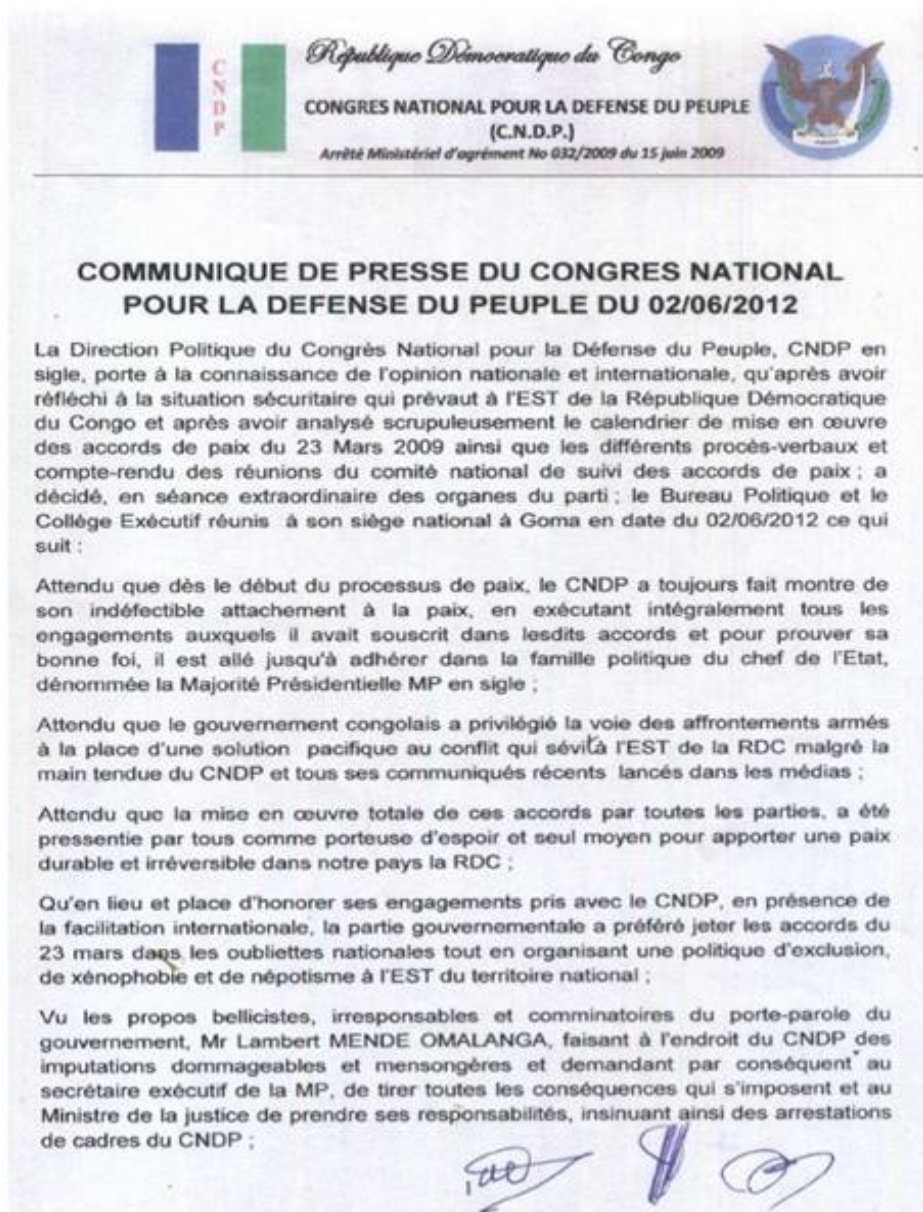 République Démocratique du Congo
CNDP
CONGRES NATIONAL POUR LA DEFENSE DU PEUPLE
(C.N.D.P.)
Arrêté Ministériel d'agrément No 032/2009 du 15 juin 2009
COMMUNIQUE DE PRESSE DU CONGRES NATIONAL
POUR LA DEFENSE DU PEUPLE DU 02/06/2012
La Direction Politique du Congrès National pour la Défense du Peuple, CNDP en
sigle, porte à la connaissance de l'opinion nationale et internationale, qu'après avoir
réfléchi à la situation sécuritaire qui prévaut à l'EST de la République Démocratique
du Congo et après avoir analysé scrupuleusement le calendrier de mise en œuvre
des accords de paix du 23 Mars 2009 ainsi que les différents procès-verbaux et
compte-rendu des réunions du comité national de suivi des accords de paix ; a
décidé, en séance extraordinaire des organes du parti ; le Bureau Politique et le
Collège Exécutif réunis à son siège national à Goma en date du 02/06/2012 ce qui
suit :
Attendu que dès le début du processus de paix, le CNDP a toujours fait montre de
son indéfectible attachement à la paix, en exécutant intégralement tous les
engagements auxquels il avait souscrit dans lesdits accords et pour prouver sa
bonne foi, il est allé jusqu'à adhérer dans la famille politique du chef de l'Etat,
dénommée la Majorité Présidentielle MP en sigle ;
Attendu que le gouvernement congolais a privilégié la voie des affrontements armés
à la place d'une solution pacifique au conflit qui sévit à l'EST de la RDC malgré la
main tendue du CNDP et tous ses communiqués récents lancés dans les médias ;
Attendu que la mise en œuvre totale de ces accords par toutes les parties, a été
pressentie par tous comme porteuse d'espoir et seul moyen pour apporter une paix
durable et irréversible dans notre pays la RDC ;
Qu'en lieu et place d'honorer ses engagements pris avec le CNDP, en présence de
la facilitation internationale, la partie gouvernementale a préféré jeter les accords du
23 mars dans les oubliettes nationales tout en organisant une politique d'exclusion,
de xénophobie et de népotisme à l'EST du territoire national ;
Vu les propos bellicistes, irresponsables et comminatoires du porte-parole du
gouvernement, Mr Lambert MENDE OMALANGA, faisant à l'endroit du CNDP des
imputations dommageables et mensongères et demandant par conséquent au
secrétaire exécutif de la MP, de tirer toutes les conséquences qui s'imposent et au
Ministre de la justice de prendre ses responsabilités, insinuant ainsi des arrestations
de cadres du CNDP ;